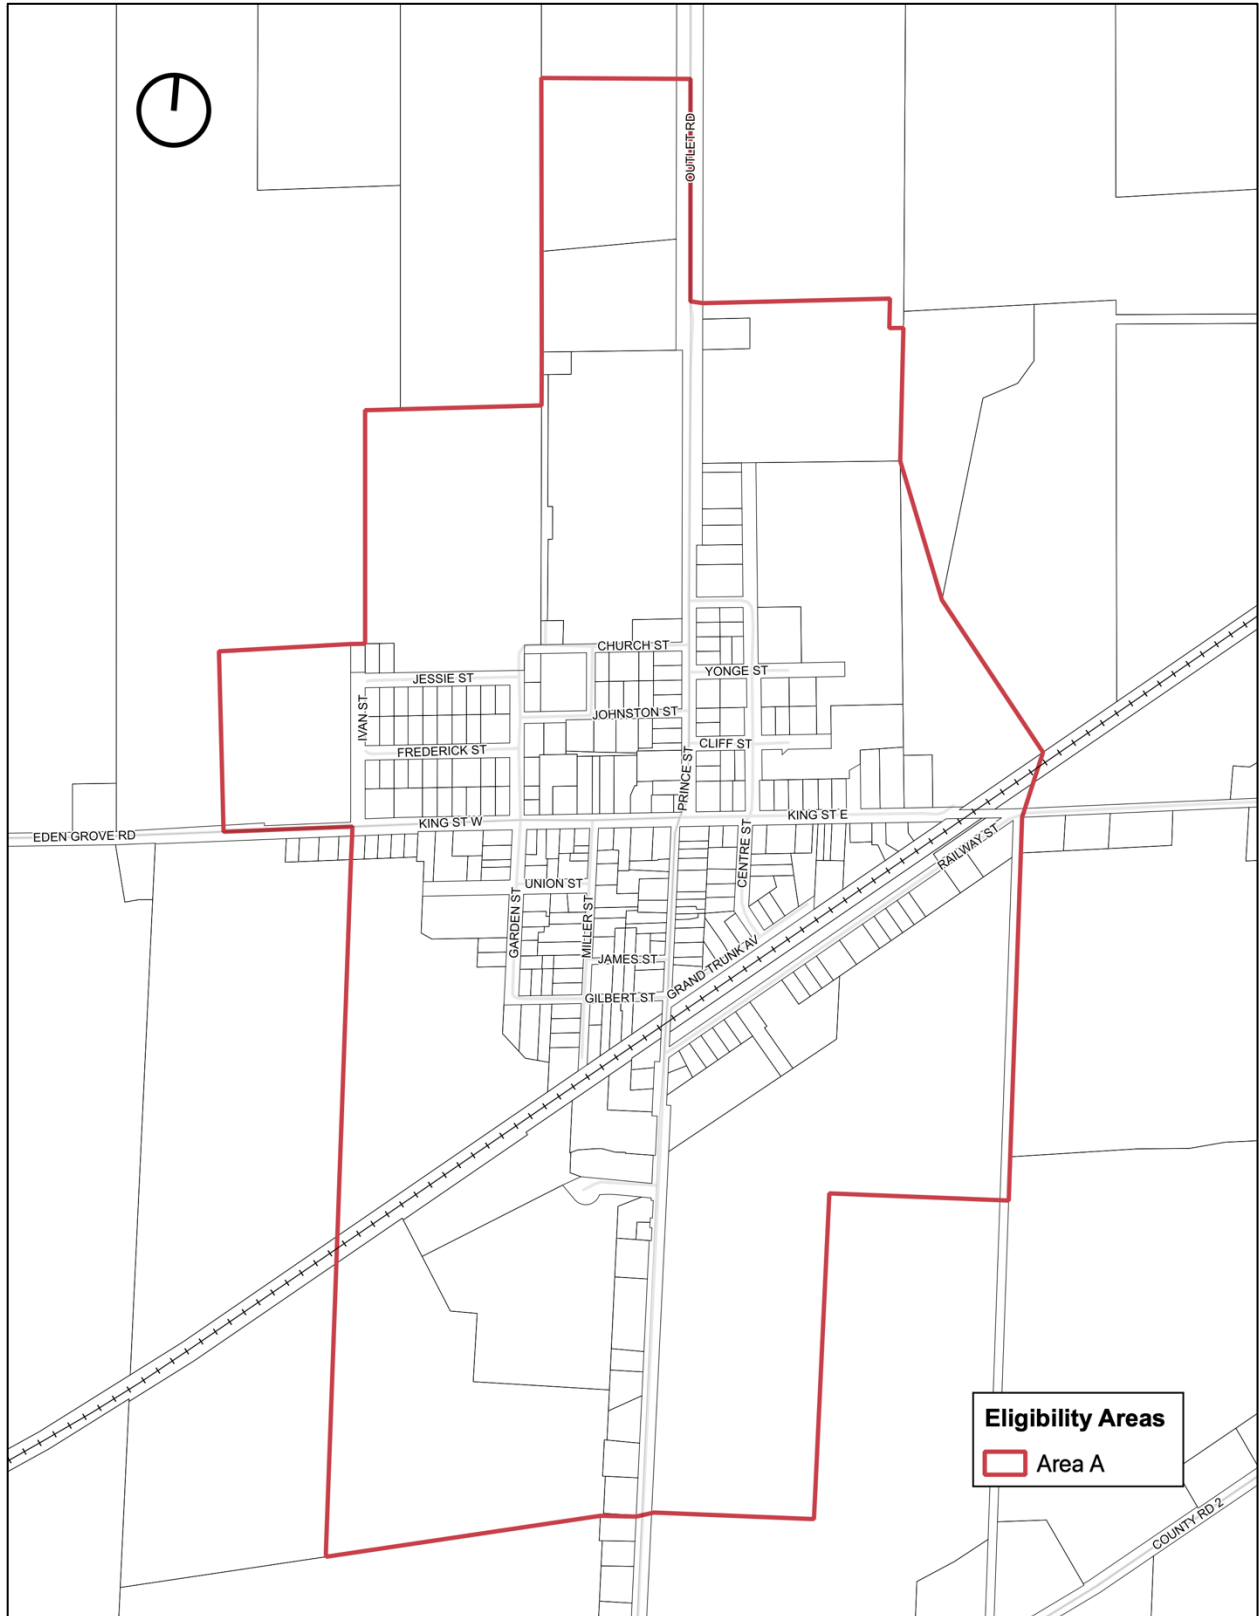 OUTLET RD
CHURCH ST
YONGE ST
JESSIE ST
IVAN ST
JOHNSTON ST
FREDERICK ST
CLIFF ST
PRINCE ST
EDEN GROVE RD
KING ST W
KING ST E
RAILWAY ST
CENTRE ST
UNION ST
GARDEN ST
MILLER ST
JAMES ST
GRAND TRUNK AV
GILBERT ST
Eligibility Areas
Area A
COUNTY RD 2